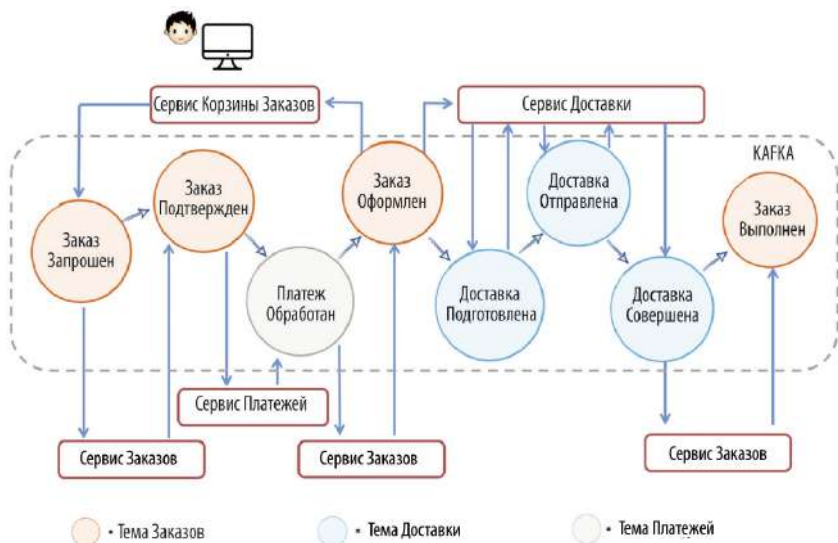 Сервис Корзины Заказов
Сервис Доставки
KAFKA
Заказ
Запрошен
Заказ
Подтвержден
Платеж
Обработан
Заказ
Оформлен
Доставка
Подготовлена
Доставка
Отправлена
Доставка
Совершена
Заказ
Выполнен
Сервис Платежей
Сервис Заказов
Сервис Заказов
Сервис Заказов
• Тема Заказов
• Тема Доставки
• Тема Платежей